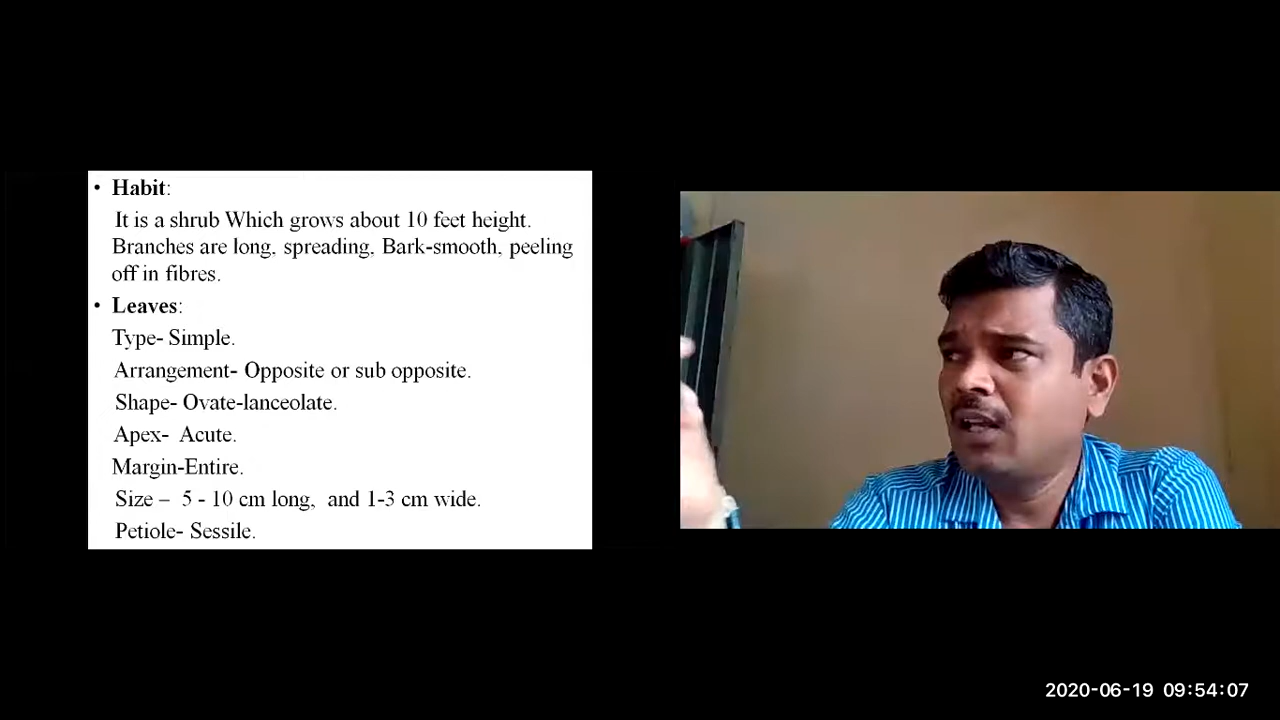 • Habit:
It is a shrub Which grows about 10 feet height.
Branches are long, spreading, Bark-smooth, peeling
off in fibres.
• Leaves:
Type- Simple.
Arrangement- Opposite or sub opposite.
Shape- Ovate-lanceolate.
Apex- Acute.
Margin-Entire.
Size – 5 - 10 cm long, and 1-3 cm wide.
Petiole- Sessile.
2020-06-19 09:54:07